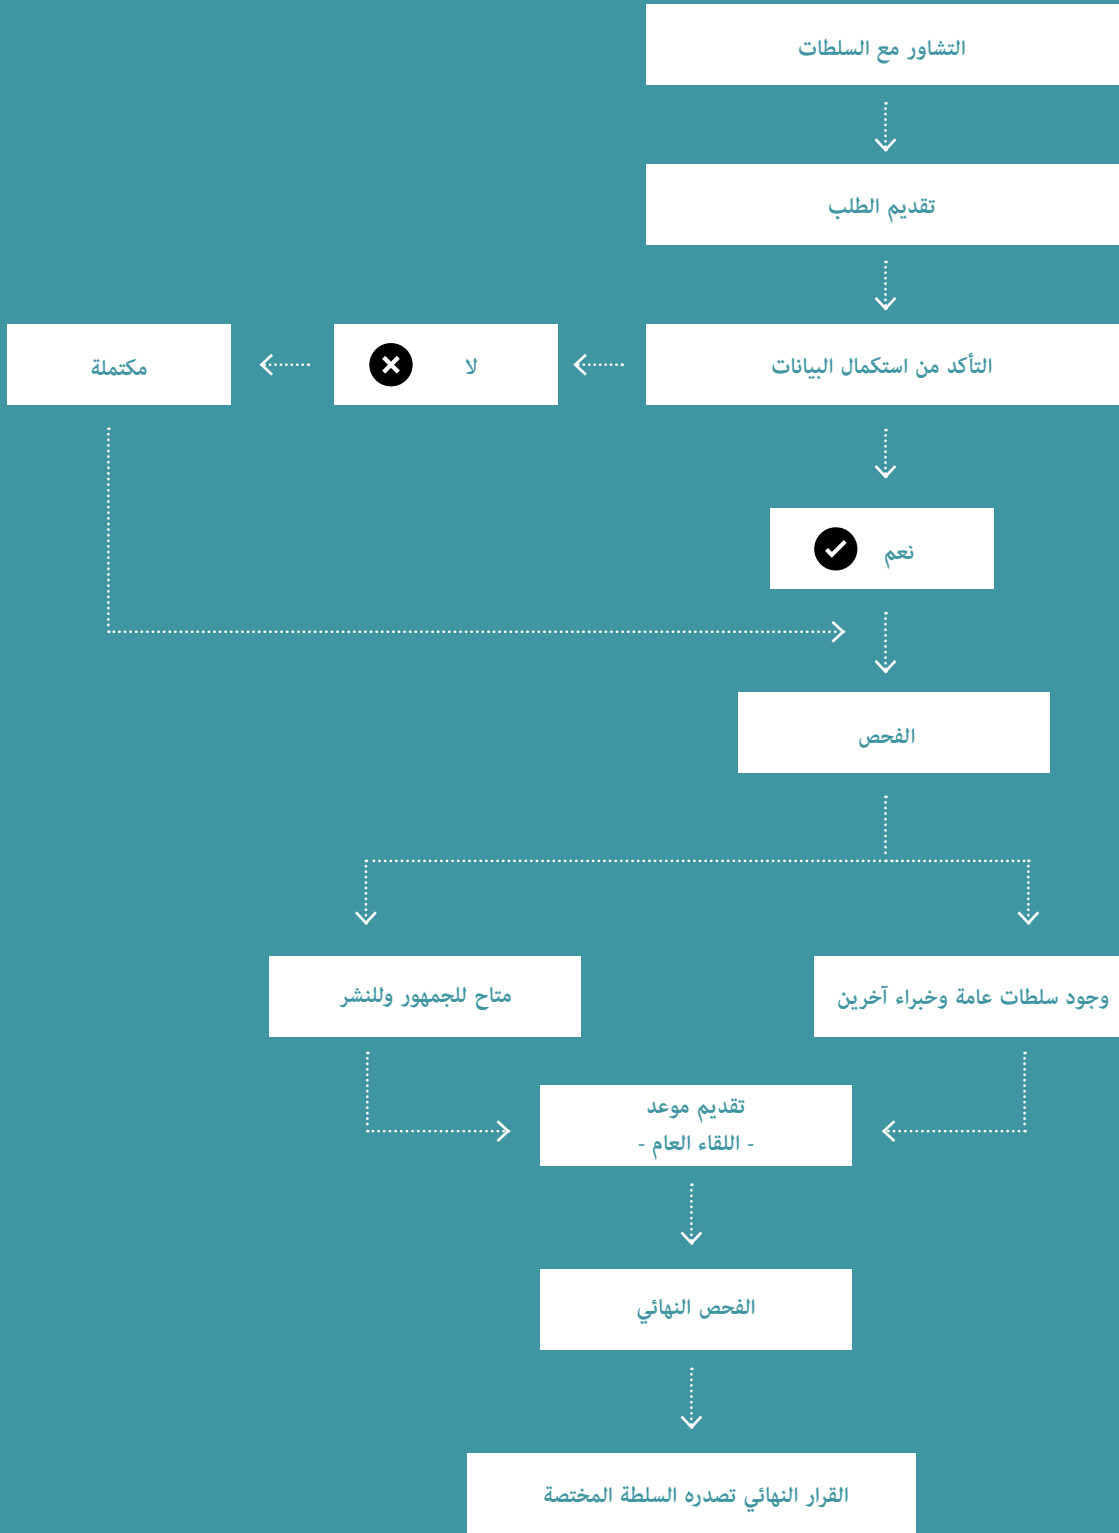 التشاور مع السلطات
تقديم الطلب
التأكد من استكمال البيانات
لا
مكتملة
نعم
الفحص
وجود سلطات عامة وخبراء آخرين
متاح للجمهور وللنشر
تقديم موعد
- اللقاء العام -
الفحص النهائي
القرار النهائي تصدره السلطة المختصة